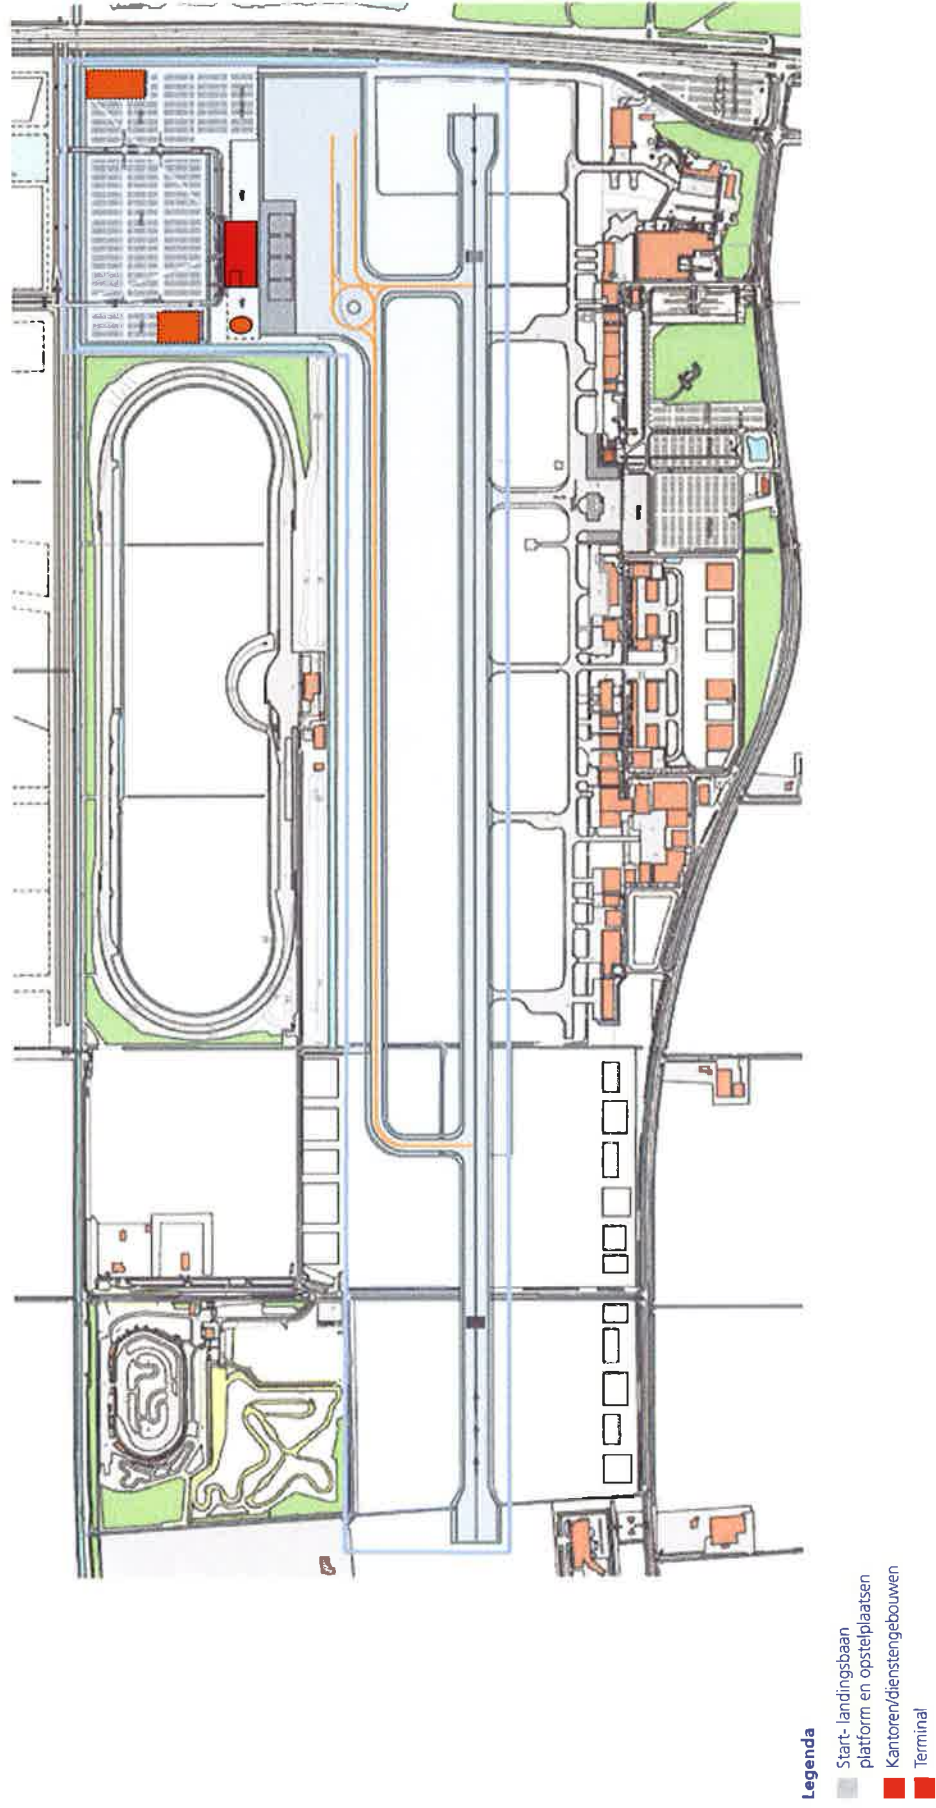 Legenda
Start- landingsbaan
platform en opstelplaatsen
Kantoren/dienstengebouwen
Terminal